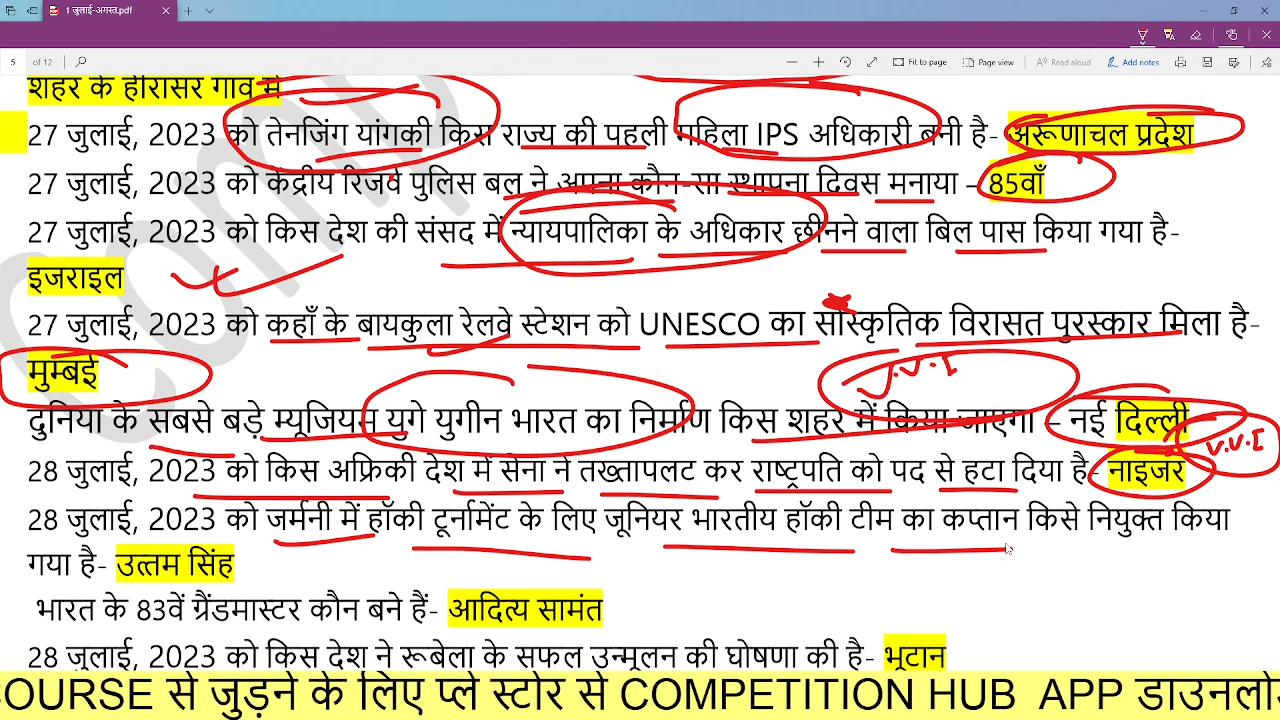 1 जुलाई-अगस्त.pdf
5 of 12 Fit to page Page view Read aloud Add notes
शहर के हीरासर गांव में
27 जुलाई, 2023 को तेनजिंग यांगकी किस राज्य की पहली महिला IPS अधिकारी बनी है- अरूणाचल प्रदेश
27 जुलाई, 2023 को केंद्रीय रिजर्व पुलिस बल ने अपना कौन-सा स्थापना दिवस मनाया – 85वाँ
27 जुलाई, 2023 को किस देश की संसद में न्यायपालिका के अधिकार छीनने वाला बिल पास किया गया है-
इजराइल
27 जुलाई, 2023 को कहाँ के बायकुला रेलवे स्टेशन को UNESCO का सांस्कृतिक विरासत पुरस्कार मिला है-
मुम्बई
V.V.I
दुनिया के सबसे बड़े म्यूजियम युगे युगीन भारत का निर्माण किस शहर में किया जाएगा – नई दिल्ली
V.V.I
28 जुलाई, 2023 को किस अफ्रिकी देश में सेना ने तख्तापलट कर राष्ट्रपति को पद से हटा दिया है- नाइजर
28 जुलाई, 2023 को जर्मनी में हॉकी टूर्नामेंट के लिए जूनियर भारतीय हॉकी टीम का कप्तान किसे नियुक्त किया
गया है- उत्तम सिंह
भारत के 83वें ग्रैंडमास्टर कौन बने हैं- आदित्य सामंत
28 जुलाई, 2023 को किस देश ने रूबेला के सफल उन्मूलन की घोषणा की है- भूटान
COURSE से जुड़ने के लिए प्ले स्टोर से COMPETITION HUB APP डाउनलो